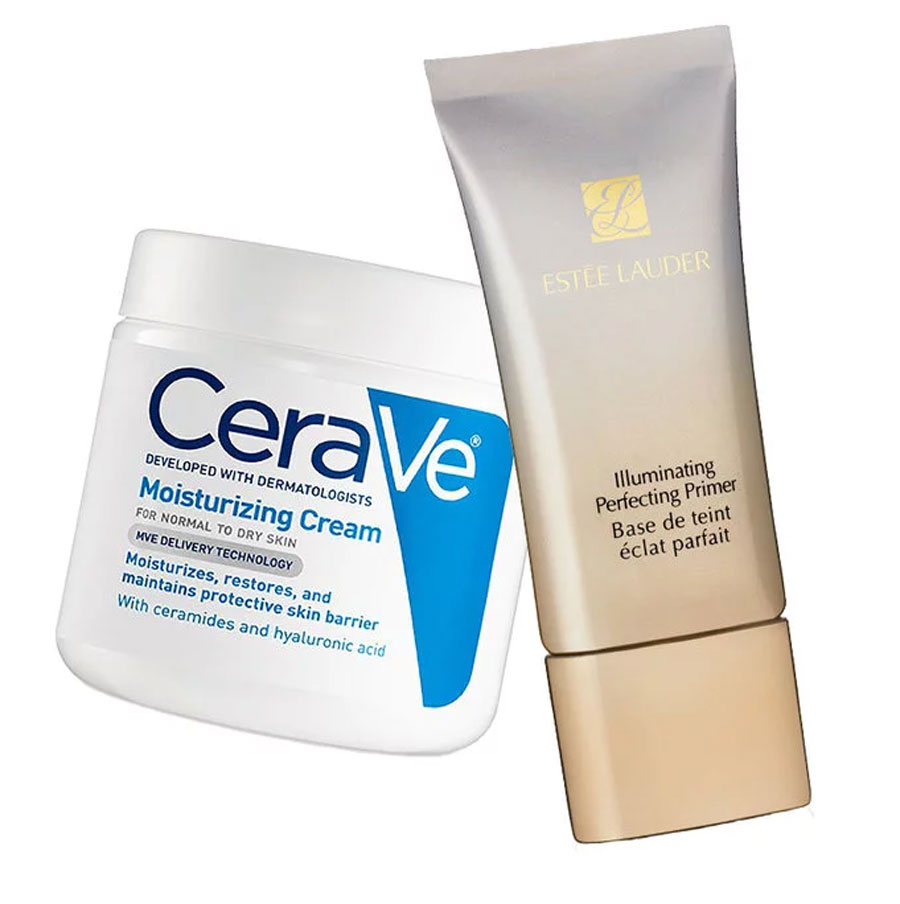 CeraVe®
DEVELOPED WITH DERMATOLOGISTS
Moisturizing Cream
FOR NORMAL TO DRY SKIN
MVE DELIVERY TECHNOLOGY
Moisturizes, restores, and
maintains protective skin barrier
With ceramides and hyaluronic acid
EL
ESTĒE LAUDER
Illuminating
Perfecting Primer
Base de teint
éclat parfait